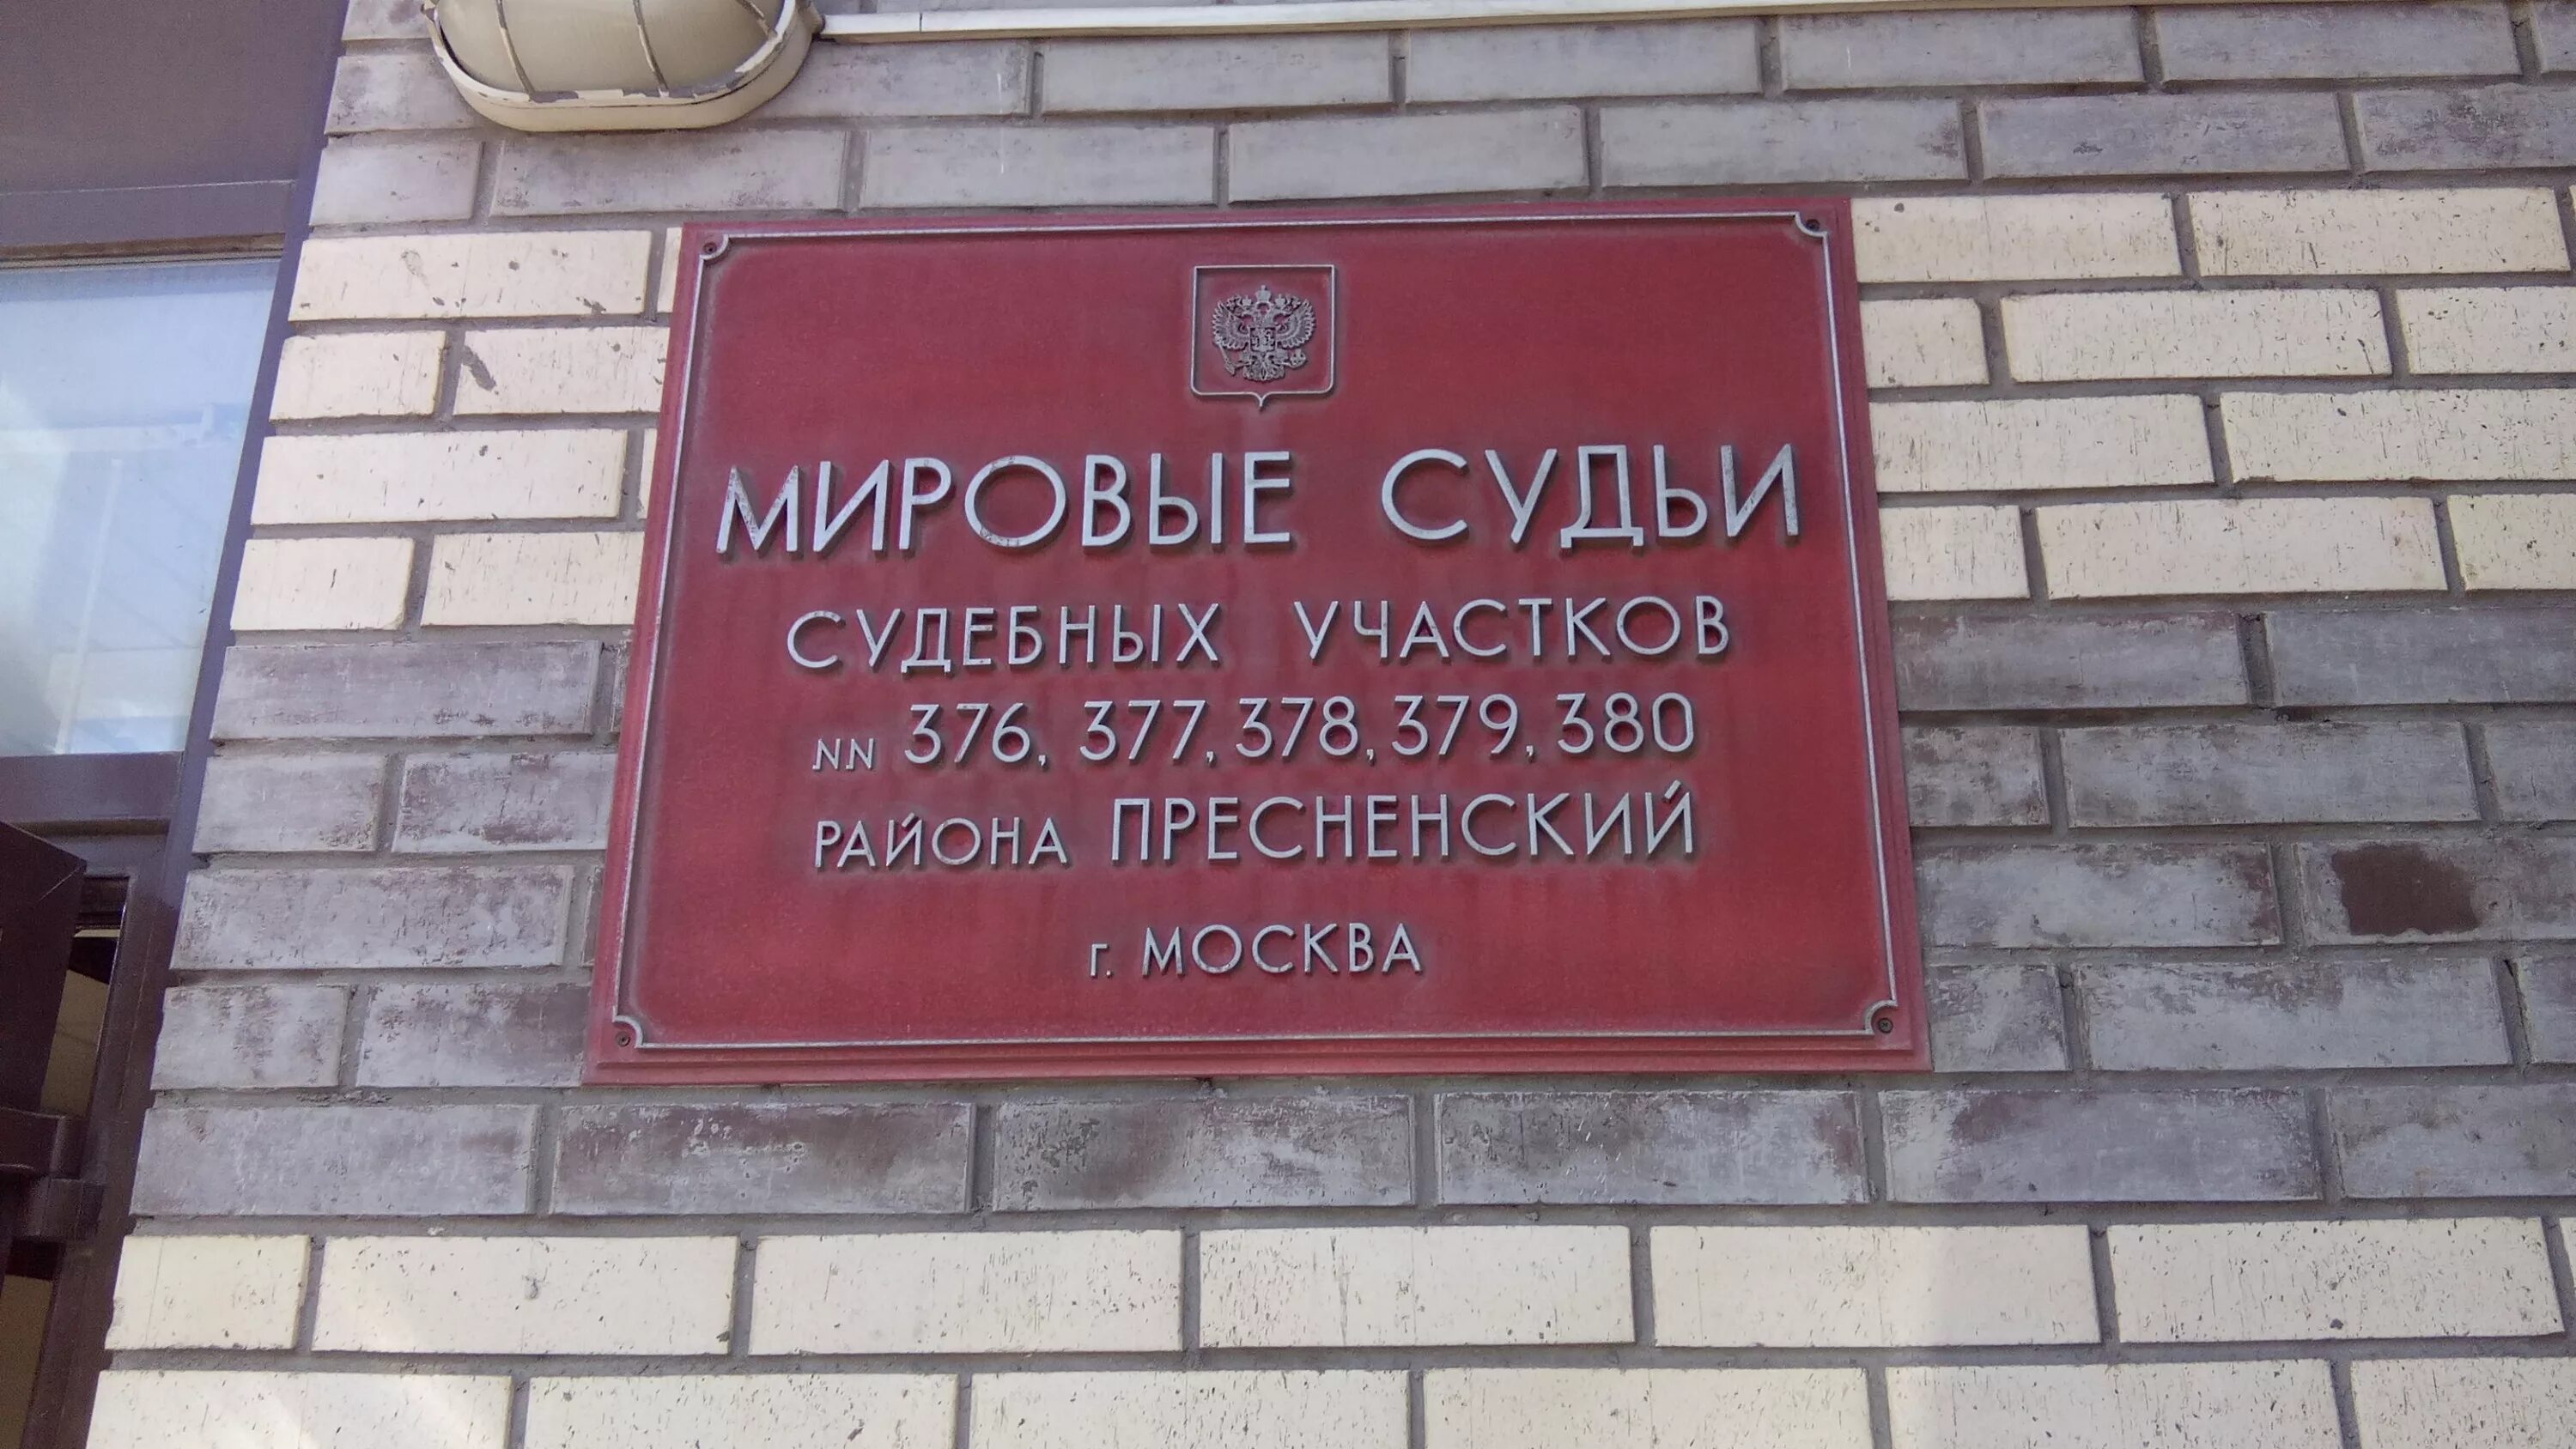 МИРОВЫЕ СУДЬИ
СУДЕБНЫХ УЧАСТКОВ
NN 376, 377, 378, 379, 380
РАЙОНА ПРЕСНЕНСКИЙ
г. МОСКВА